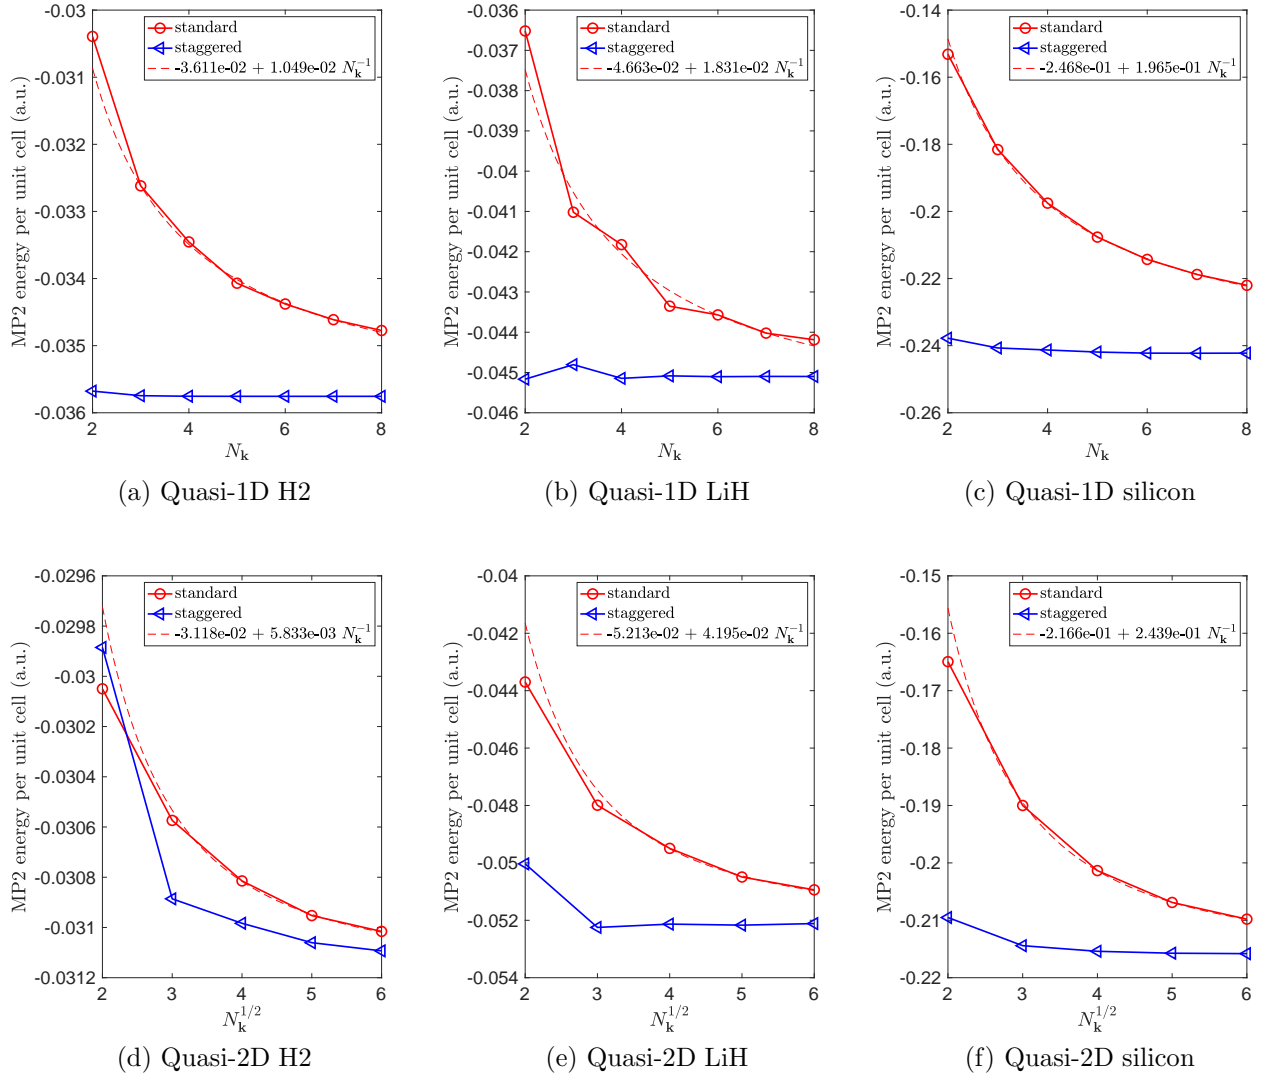 -0.03
-0.031
-0.032
-0.033
-0.034
-0.035
-0.036
MP2 energy per unit cell (a.u.)
standard
staggered
-3.611e-02 + 1.049e-02 N_k^{-1}
2 4 6 8
N_k
(a) Quasi-1D H2
-0.036
-0.037
-0.038
-0.039
-0.04
-0.041
-0.042
-0.043
-0.044
-0.045
-0.046
MP2 energy per unit cell (a.u.)
standard
staggered
-4.663e-02 + 1.831e-02 N_k^{-1}
2 4 6 8
N_k
(b) Quasi-1D LiH
-0.14
-0.16
-0.18
-0.2
-0.22
-0.24
-0.26
MP2 energy per unit cell (a.u.)
standard
staggered
-2.468e-01 + 1.965e-01 N_k^{-1}
2 4 6 8
N_k
(c) Quasi-1D silicon
-0.0296
-0.0298
-0.03
-0.0302
-0.0304
-0.0306
-0.0308
-0.031
-0.0312
MP2 energy per unit cell (a.u.)
standard
staggered
-3.118e-02 + 5.833e-03 N_k^{-1}
2 3 4 5 6
N_k^{1/2}
(d) Quasi-2D H2
-0.04
-0.042
-0.044
-0.046
-0.048
-0.05
-0.052
-0.054
MP2 energy per unit cell (a.u.)
standard
staggered
-5.213e-02 + 4.195e-02 N_k^{-1}
2 3 4 5 6
N_k^{1/2}
(e) Quasi-2D LiH
-0.15
-0.16
-0.17
-0.18
-0.19
-0.2
-0.21
-0.22
MP2 energy per unit cell (a.u.)
standard
staggered
-2.166e-01 + 2.439e-01 N_k^{-1}
2 3 4 5 6
N_k^{1/2}
(f) Quasi-2D silicon